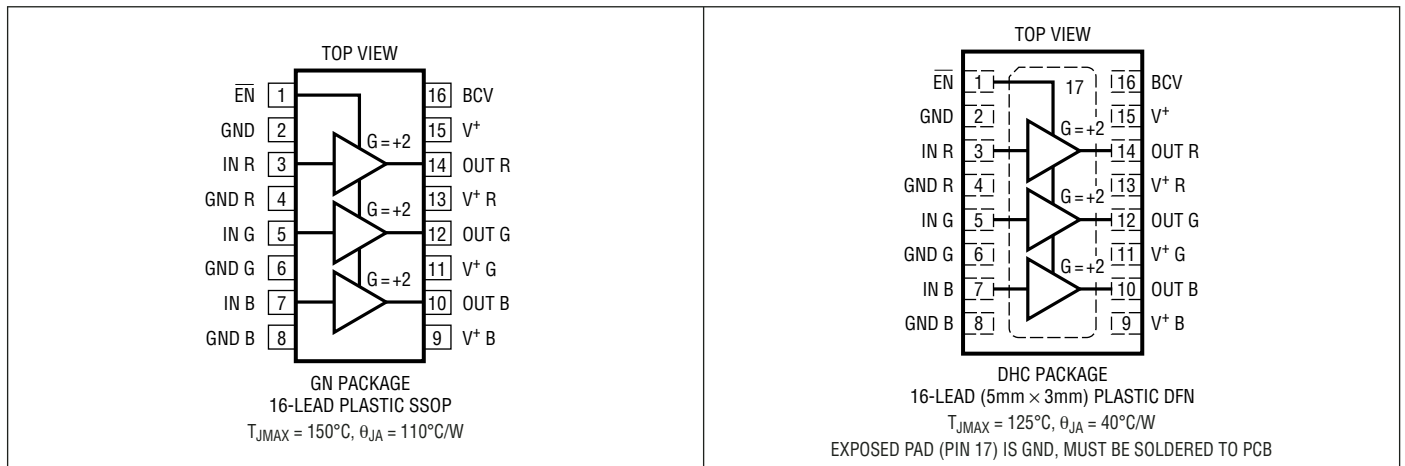 TOP VIEW
E̅N̅ 1 16 BCV
GND 2 15 V⁺
G = +2
IN R 3 14 OUT R
GND R 4 13 V⁺ R
G = +2
IN G 5 12 OUT G
GND G 6 11 V⁺ G
G = +2
IN B 7 10 OUT B
GND B 8 9 V⁺ B
GN PACKAGE
16-LEAD PLASTIC SSOP
TJMAX = 150°C, θJA = 110°C/W
TOP VIEW
E̅N̅ 1 17 16 BCV
GND 2 15 V⁺
G = +2
IN R 3 14 OUT R
GND R 4 13 V⁺ R
G = +2
IN G 5 12 OUT G
GND G 6 11 V⁺ G
G = +2
IN B 7 10 OUT B
GND B 8 9 V⁺ B
DHC PACKAGE
16-LEAD (5mm × 3mm) PLASTIC DFN
TJMAX = 125°C, θJA = 40°C/W
EXPOSED PAD (PIN 17) IS GND, MUST BE SOLDERED TO PCB